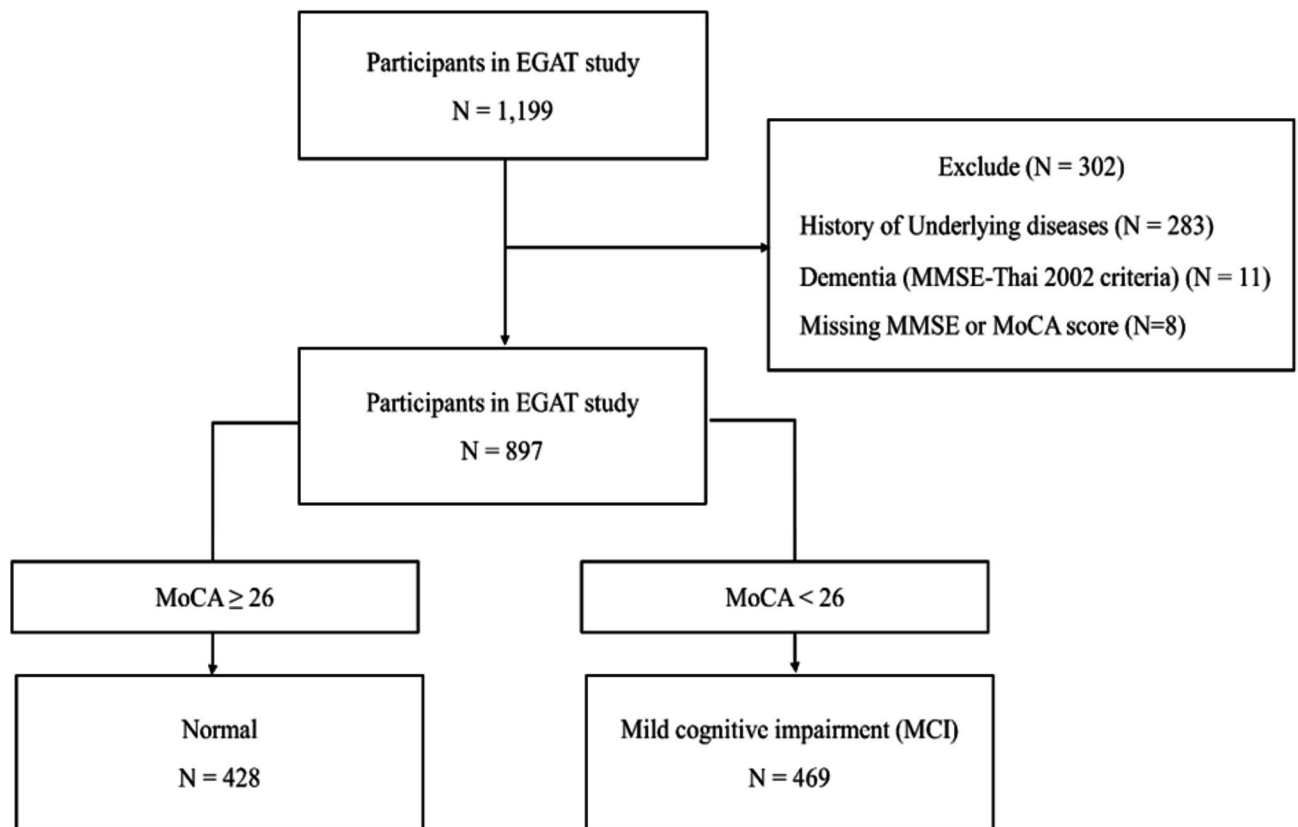 Participants in EGAT study
N = 1,199
Exclude (N = 302)
History of Underlying diseases (N = 283)
Dementia (MMSE-Thai 2002 criteria) (N = 11)
Missing MMSE or MoCA score (N=8)
Participants in EGAT study
N = 897
MoCA ≥ 26
MoCA < 26
Normal
N = 428
Mild cognitive impairment (MCI)
N = 469